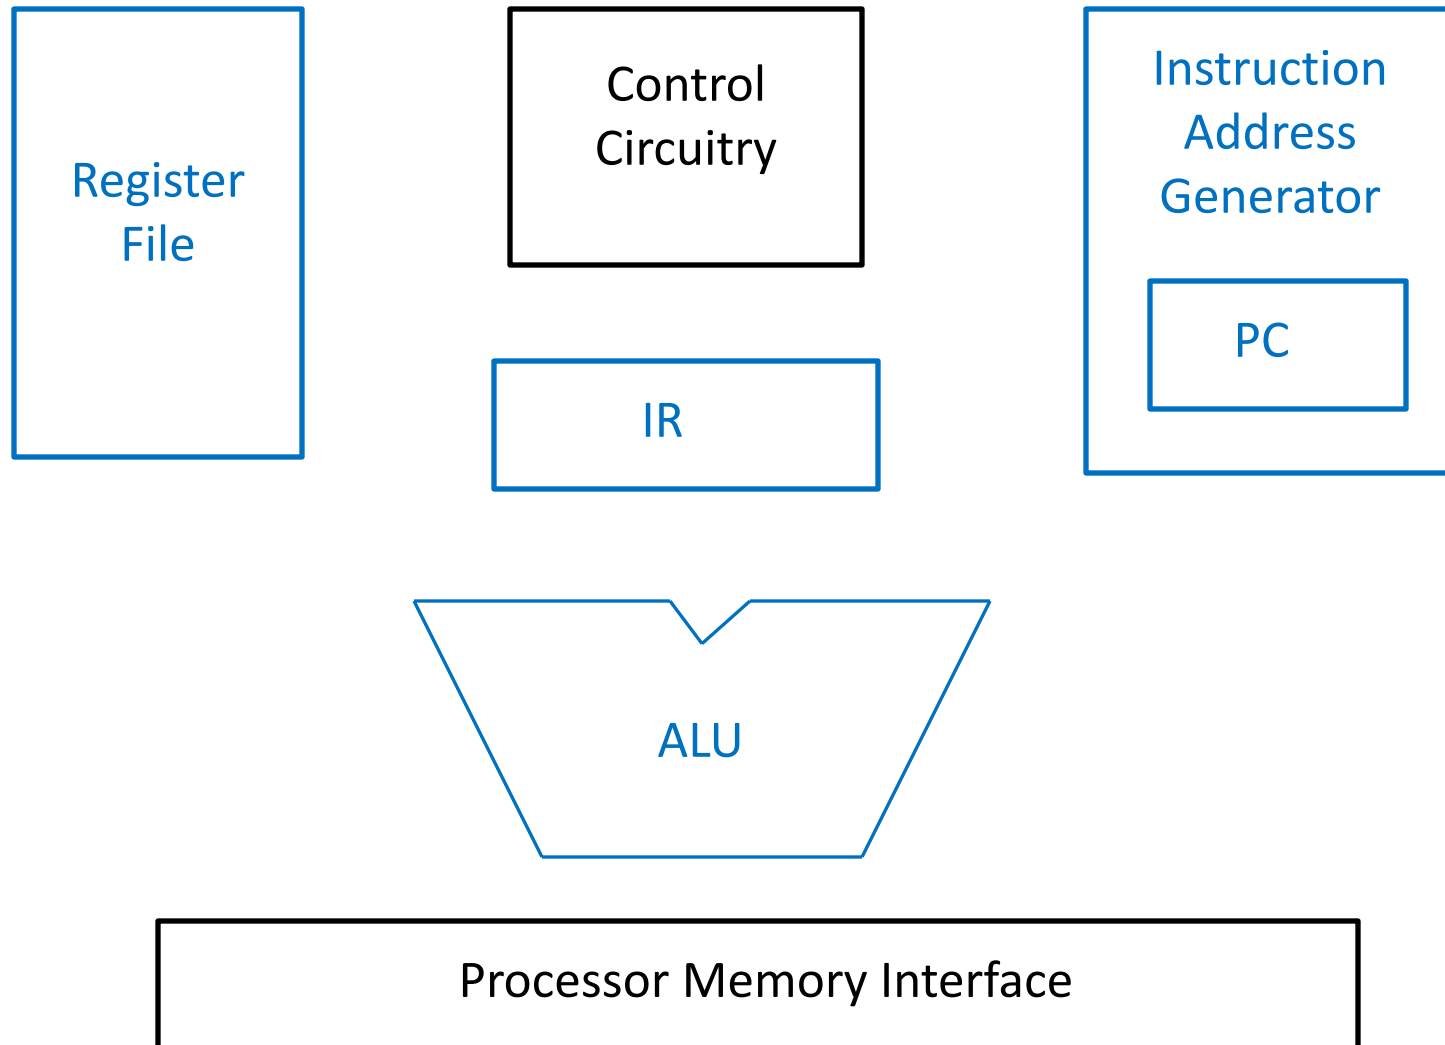 Register
File
Control
Circuitry
Instruction
Address
Generator
PC
IR
ALU
Processor Memory Interface